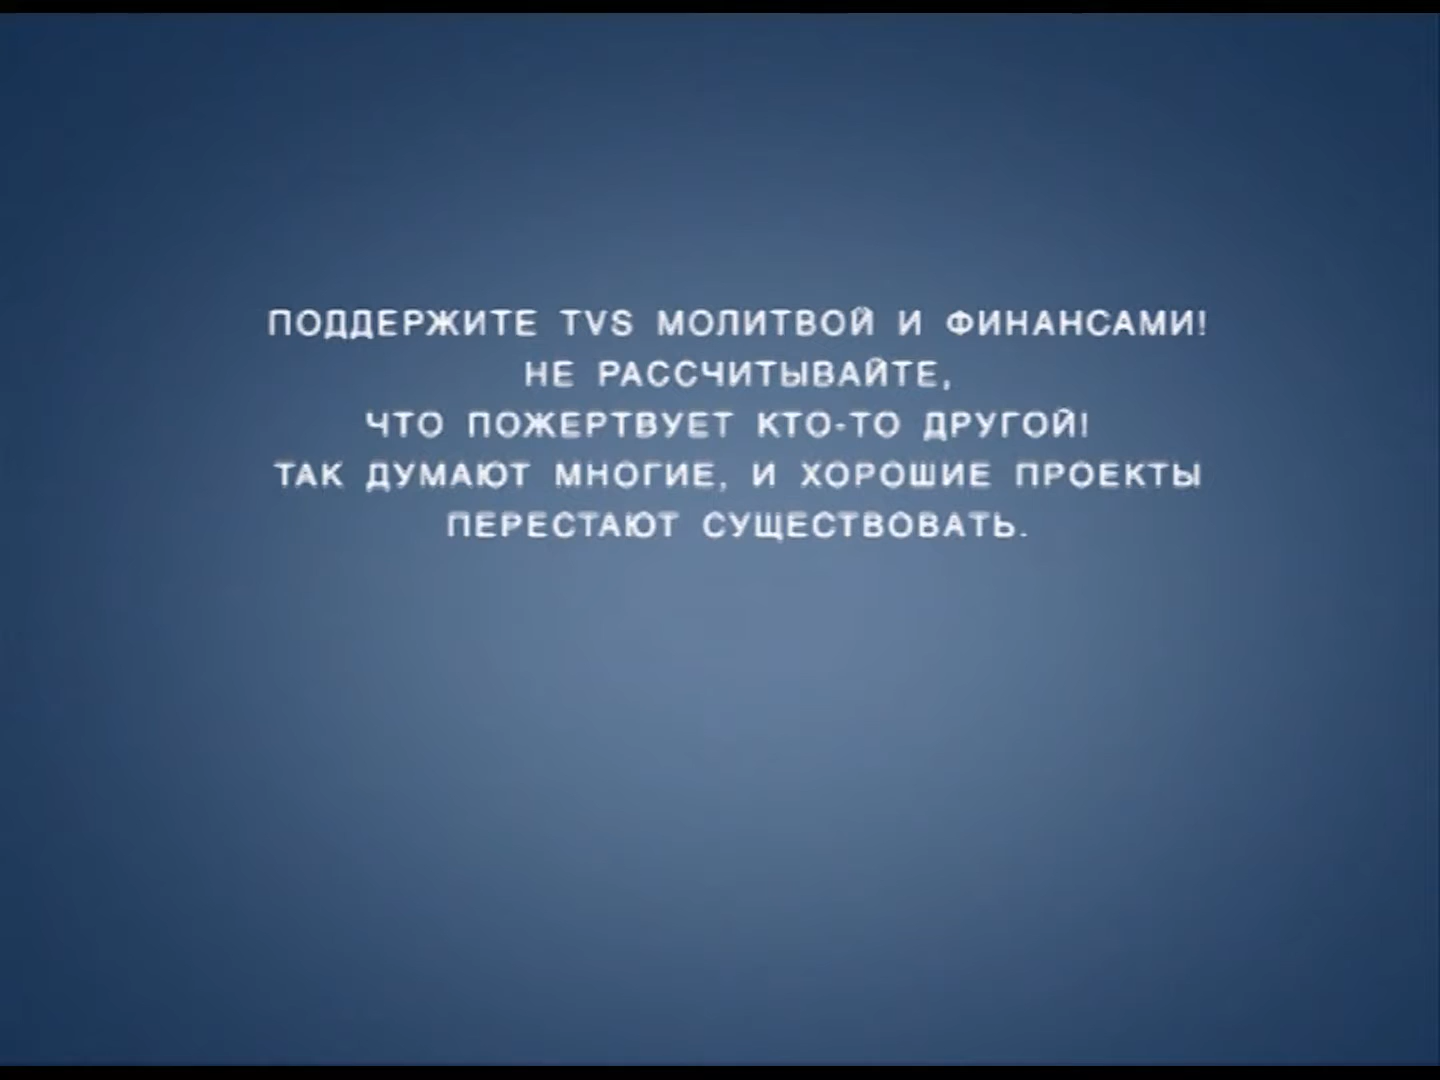 ПОДДЕРЖИТЕ TVS МОЛИТВОЙ И ФИНАНСАМИ!
НЕ РАССЧИТЫВАЙТЕ,
ЧТО ПОЖЕРТВУЕТ КТО-ТО ДРУГОЙ!
ТАК ДУМАЮТ МНОГИЕ, И ХОРОШИЕ ПРОЕКТЫ
ПЕРЕСТАЮТ СУЩЕСТВОВАТЬ.